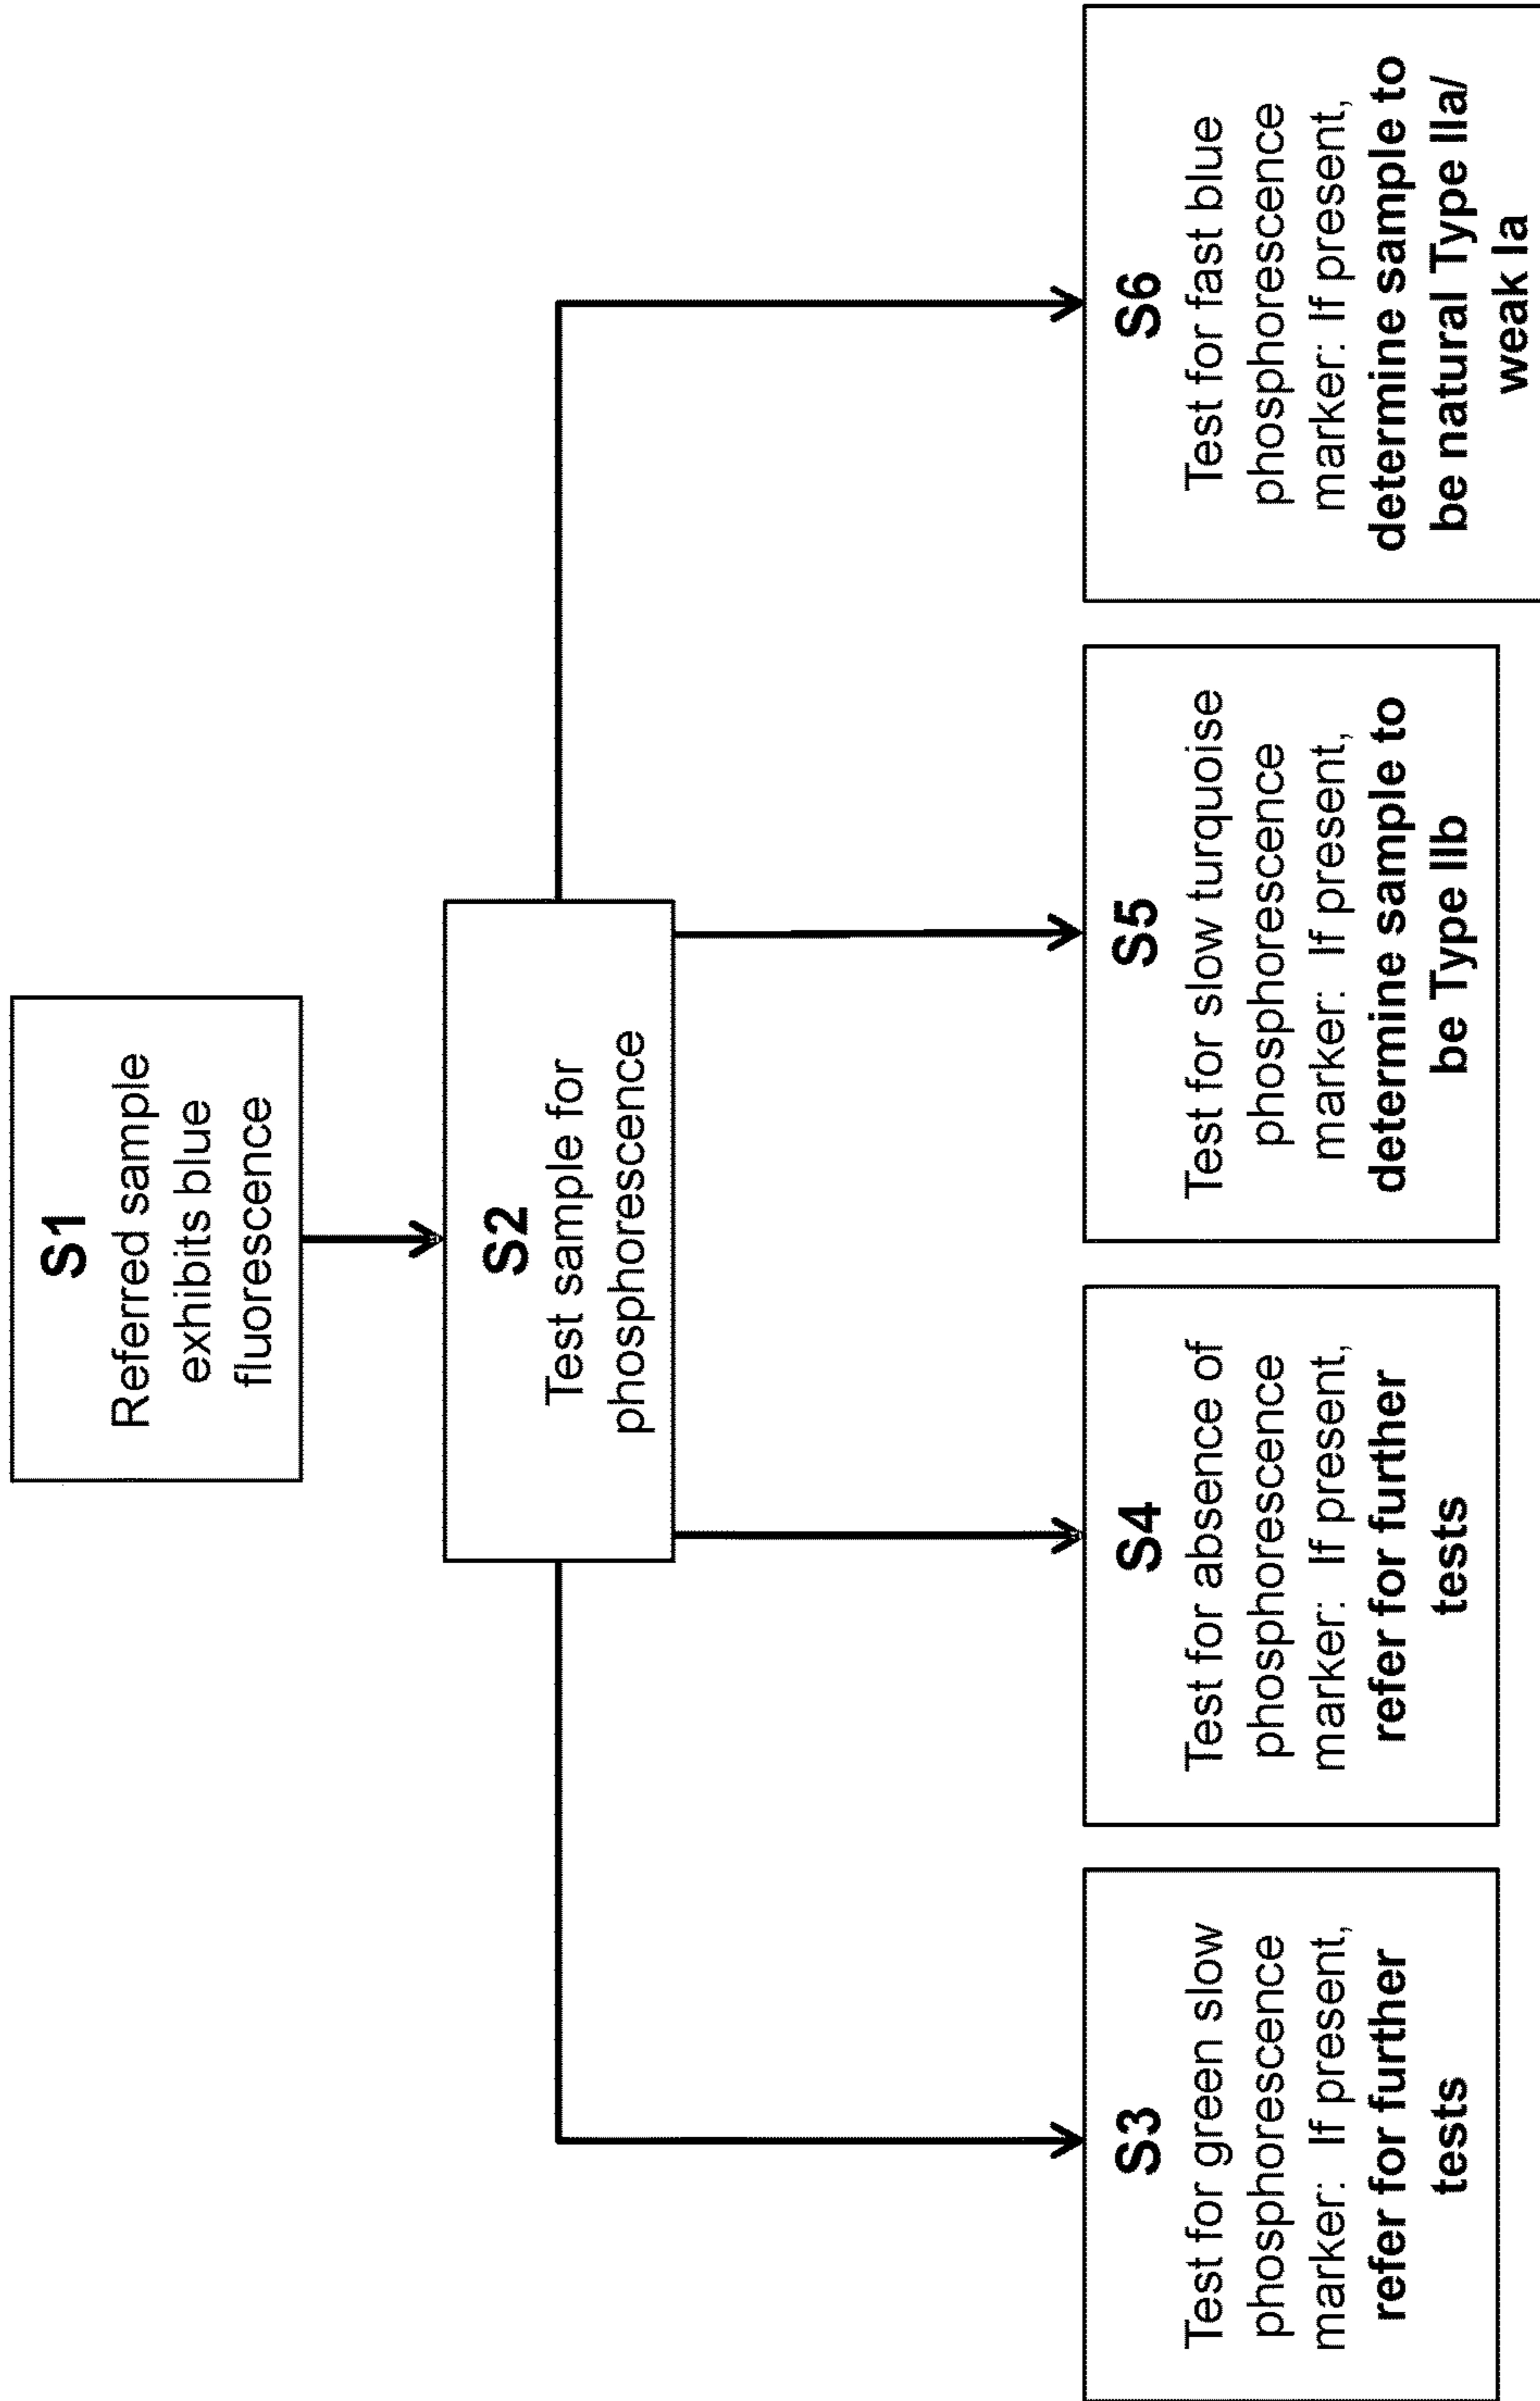 S1
Referred sample
exhibits blue
fluorescence
S2
Test sample for
phosphorescence
S3
Test for green slow
phosphorescence
marker: If present,
refer for further
tests
S4
Test for absence of
phosphorescence
marker: If present,
refer for further
tests
S5
Test for slow turquoise
phosphorescence
marker: If present,
determine sample to
be Type IIb
S6
Test for fast blue
phosphorescence
marker: If present,
determine sample to
be natural Type IIa/
weak Ia